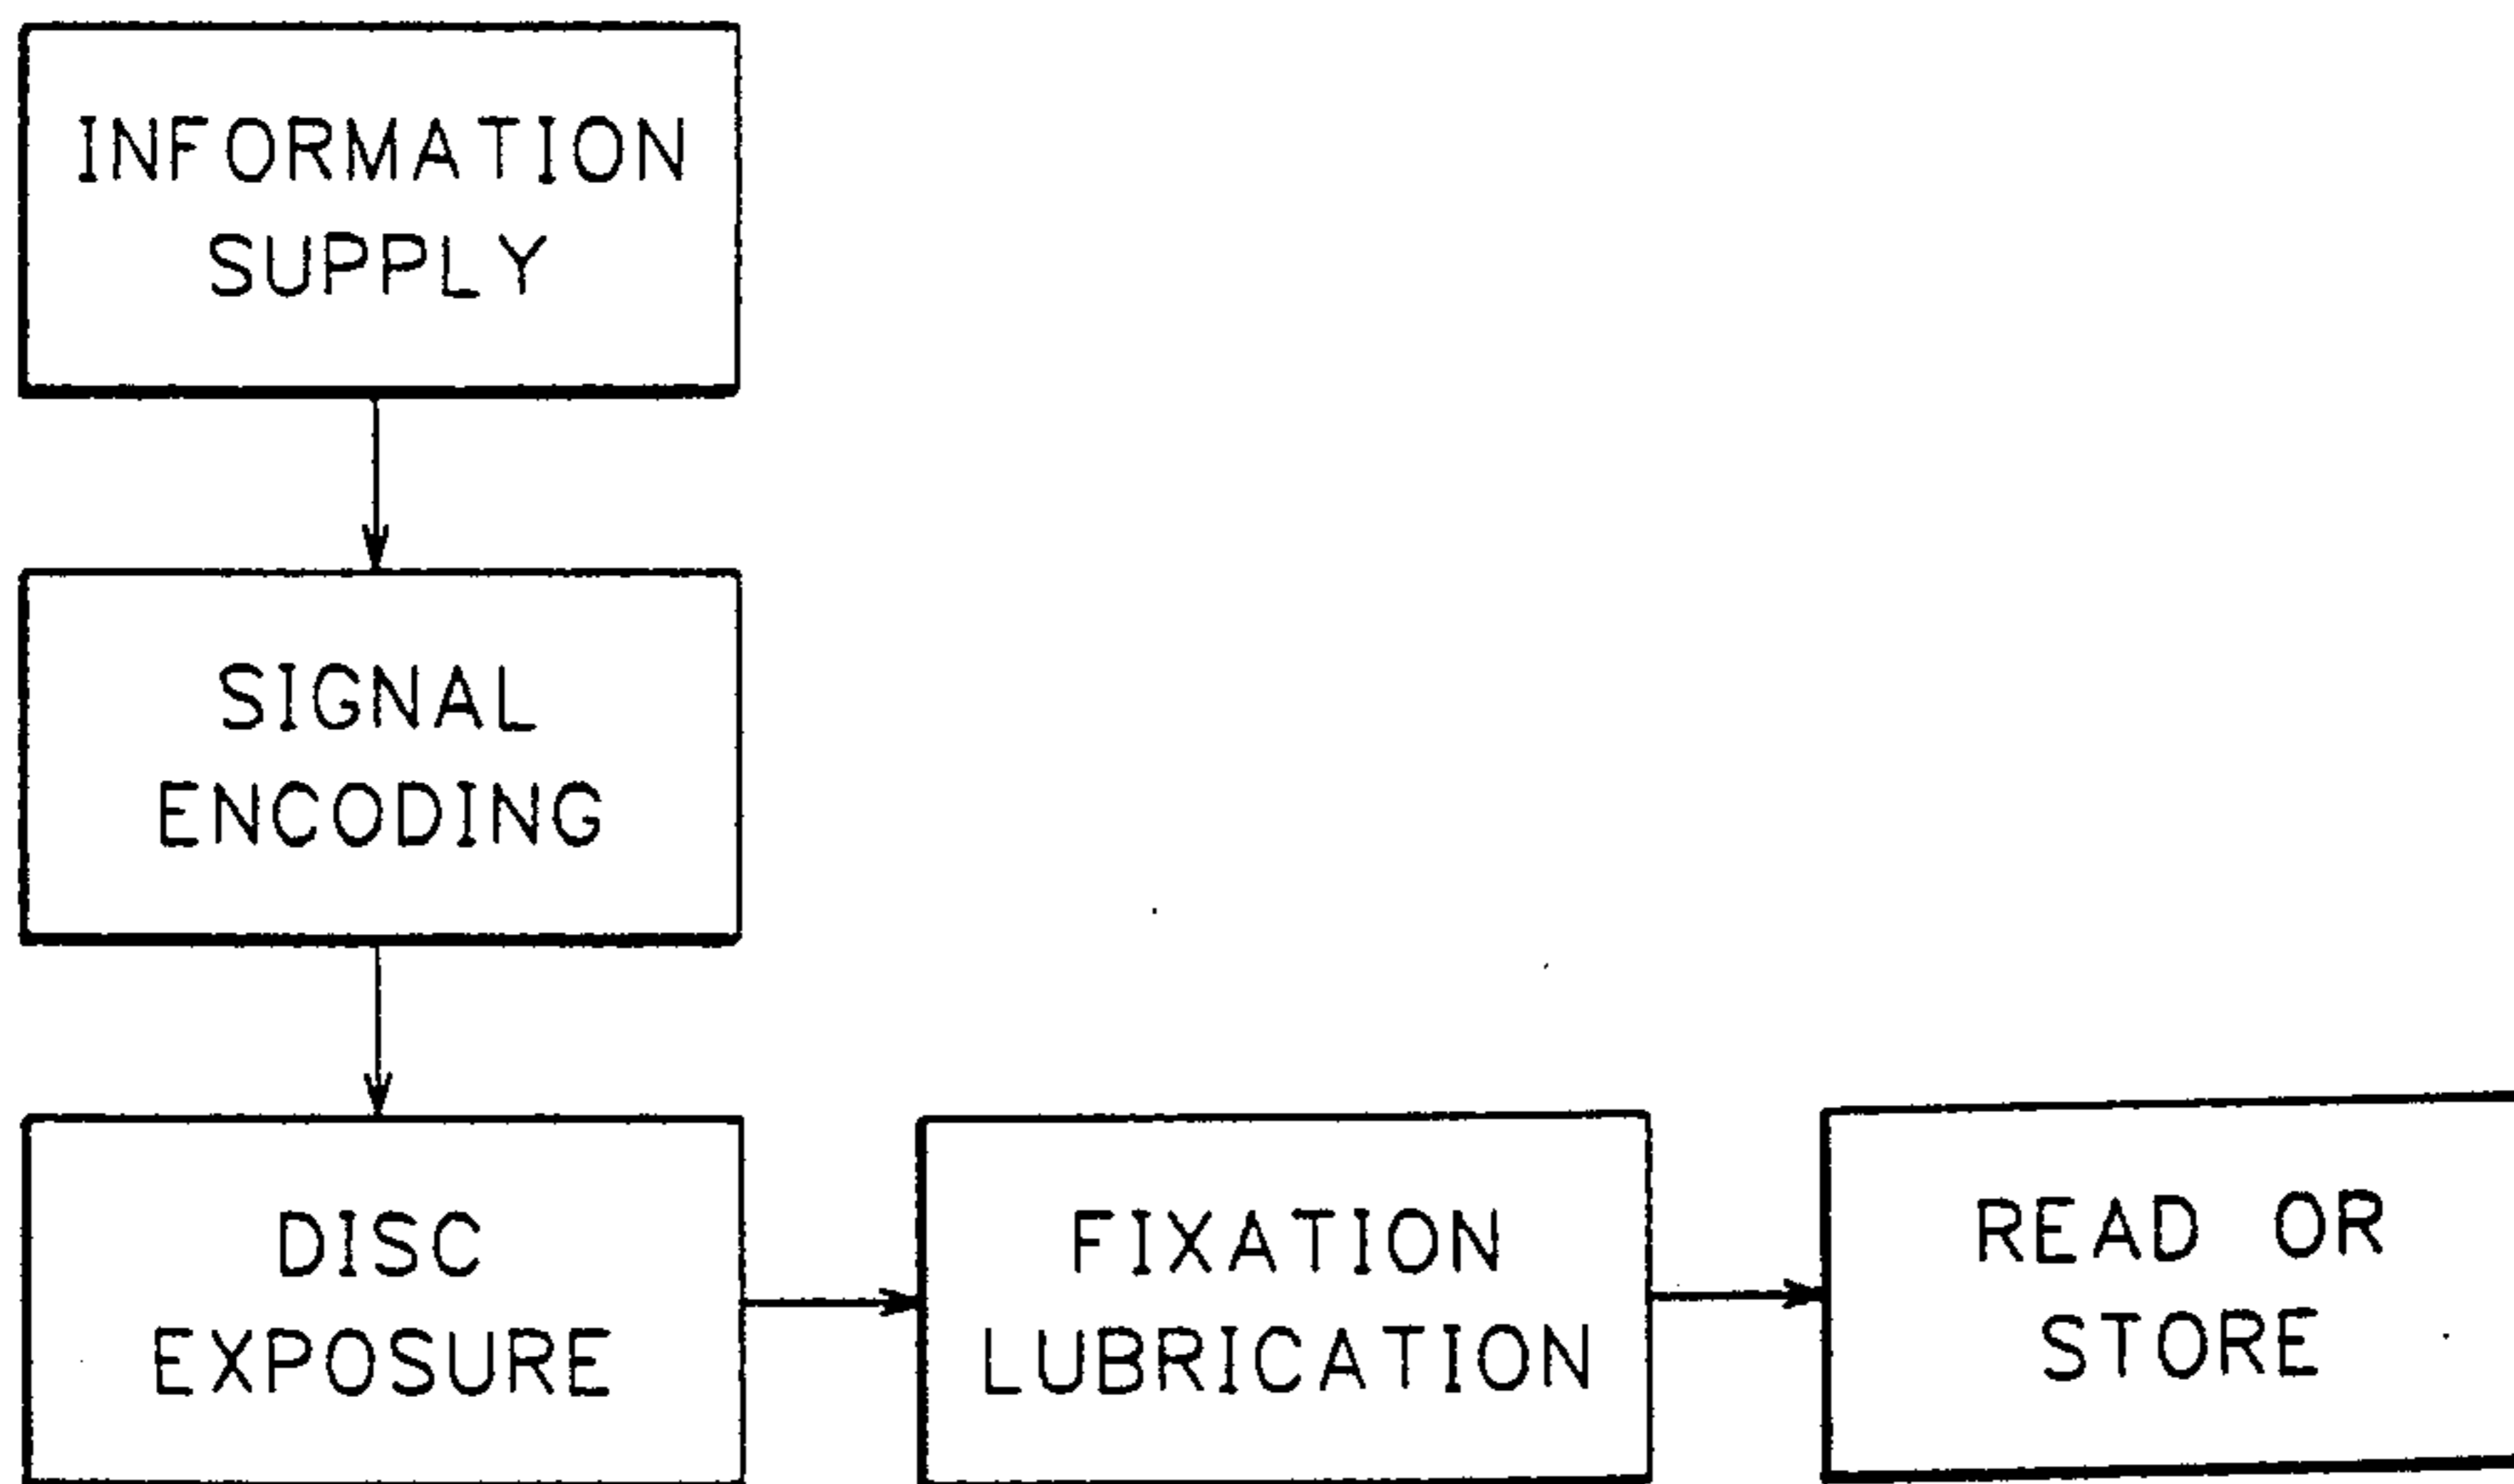 INFORMATION
SUPPLY
SIGNAL
ENCODING
DISC
EXPOSURE
FIXATION
LUBRICATION
READ OR
STORE